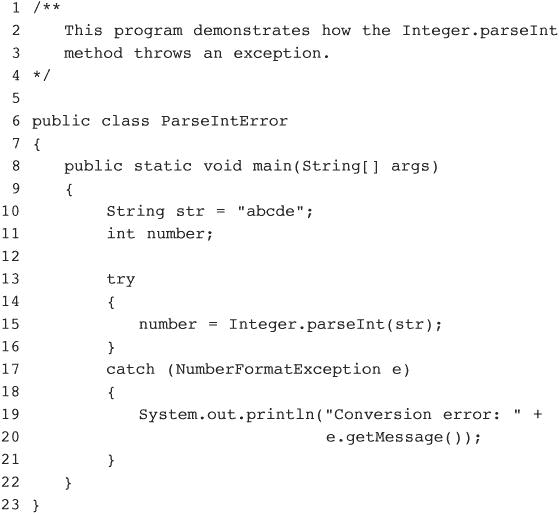 1 /**
2    This program demonstrates how the Integer.parseInt
3    method throws an exception.
4 */
5
6 public class ParseIntError
7 {
8    public static void main(String[] args)
9    {
10       String str = "abcde";
11       int number;
12
13       try
14       {
15          number = Integer.parseInt(str);
16       }
17       catch (NumberFormatException e)
18       {
19          System.out.println("Conversion error: " +
20                             e.getMessage());
21       }
22    }
23 }